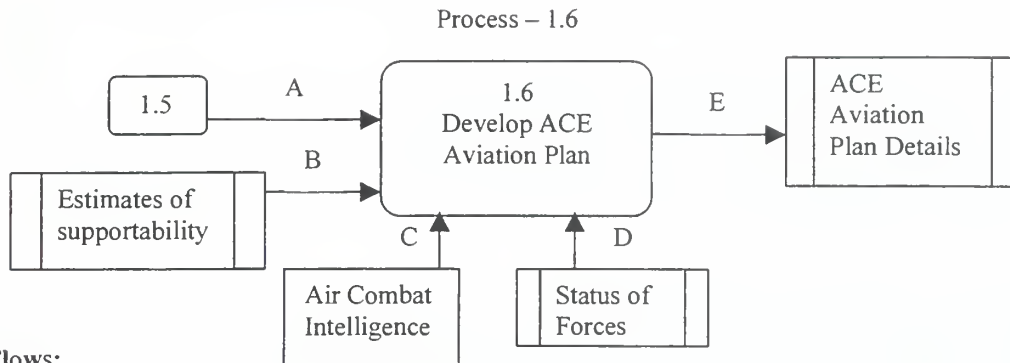 Process – 1.6
1.5
A
1.6
Develop ACE
Aviation Plan
E
ACE
Aviation
Plan Details
B
Estimates of
supportability
C
D
Air Combat
Intelligence
Status of
Forces